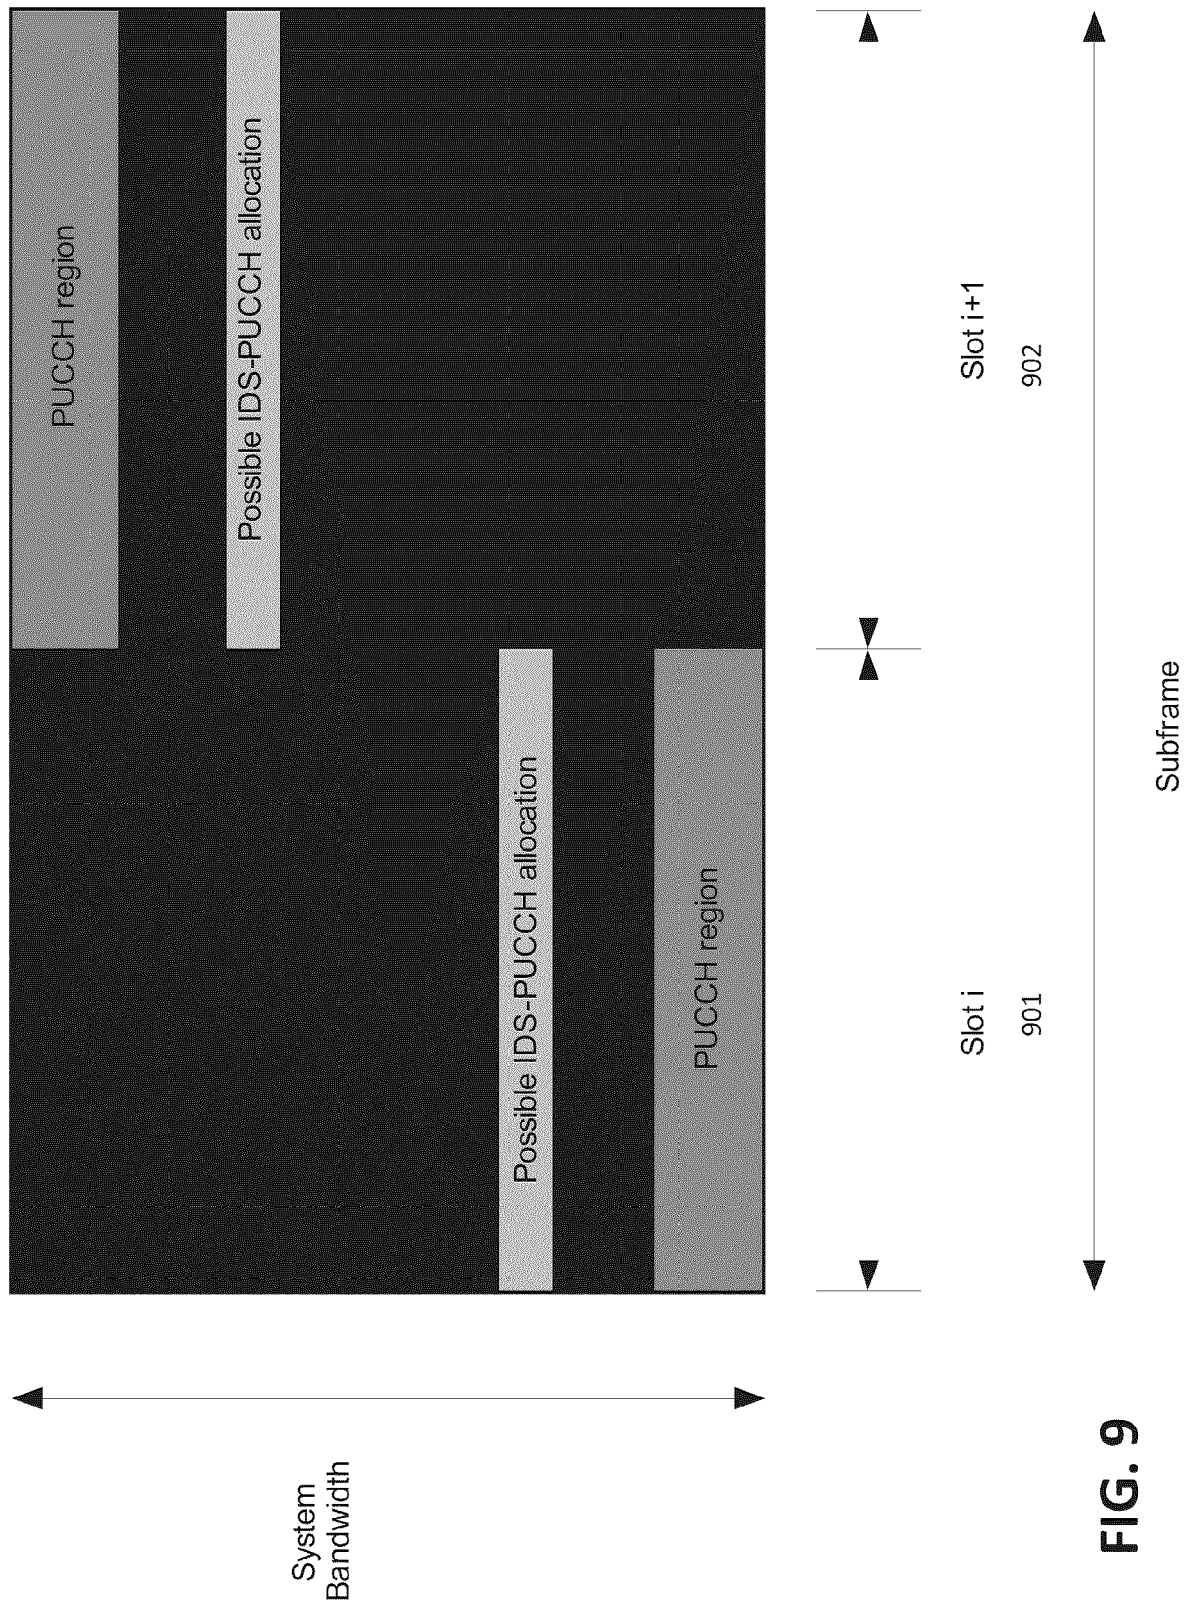 PUCCH region
Possible IDS-PUCCH allocation
Possible IDS-PUCCH allocation
PUCCH region
System
Bandwidth
Slot i
901
Slot i+1
902
Subframe
FIG. 9